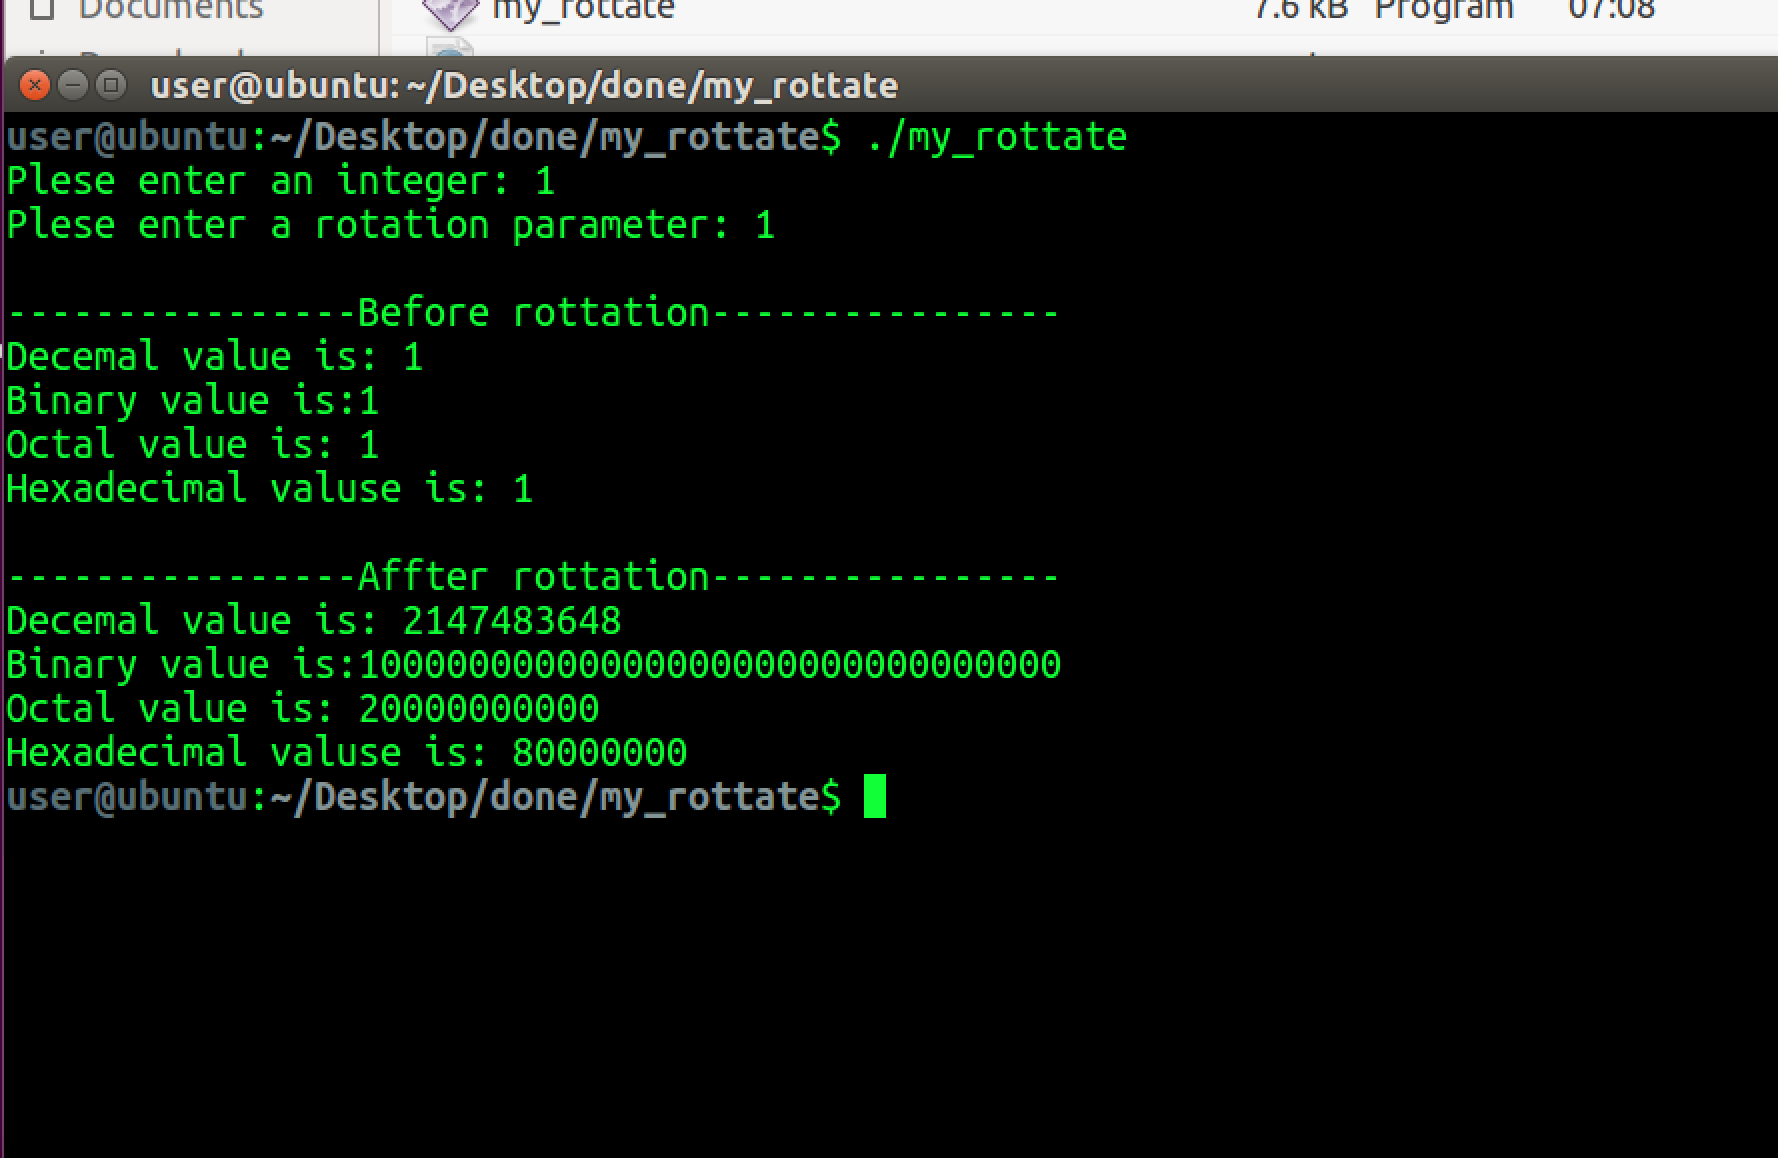 Documents
my_rottate 7.6 kB Program 07:08
user@ubuntu: ~/Desktop/done/my_rottate
user@ubuntu:~/Desktop/done/my_rottate$ ./my_rottate
Plese enter an integer: 1
Plese enter a rotation parameter: 1
----------------Before rottation----------------
Decemal value is: 1
Binary value is:1
Octal value is: 1
Hexadecimal valuse is: 1
----------------Affter rottation----------------
Decemal value is: 2147483648
Binary value is:10000000000000000000000000000000
Octal value is: 20000000000
Hexadecimal valuse is: 80000000
user@ubuntu:~/Desktop/done/my_rottate$